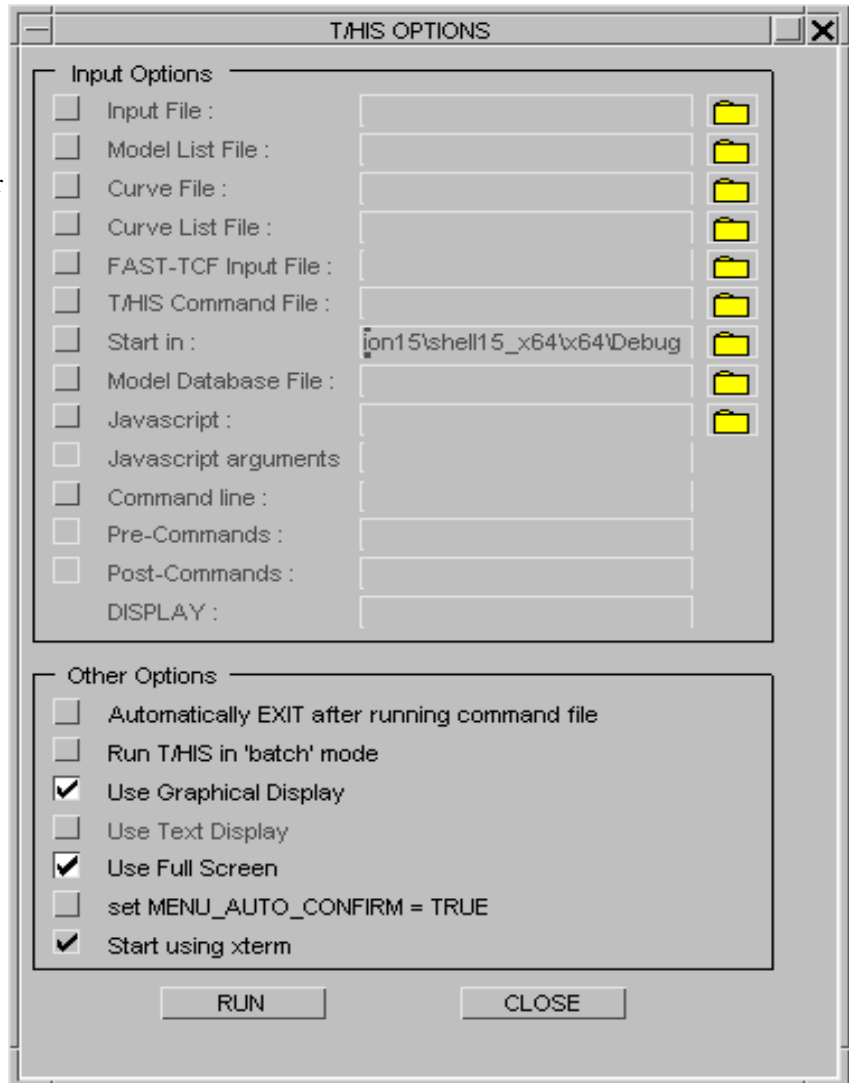 T/HIS OPTIONS
Input Options
Input File :
Model List File :
Curve File :
Curve List File :
FAST-TCF Input File :
T/HIS Command File :
Start in : ion15\shell15_x64\x64\Debug
Model Database File :
Javascript :
Javascript arguments
Command line :
Pre-Commands :
Post-Commands :
DISPLAY :
Other Options
Automatically EXIT after running command file
Run T/HIS in 'batch' mode
Use Graphical Display
Use Text Display
Use Full Screen
set MENU_AUTO_CONFIRM = TRUE
Start using xterm
RUN CLOSE